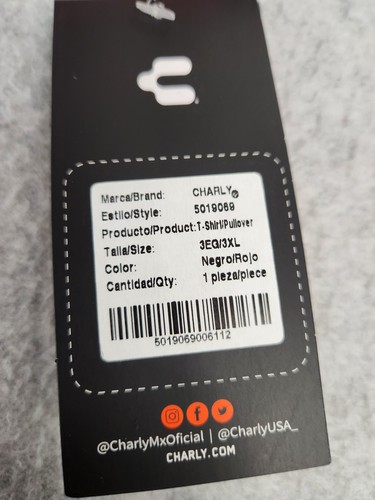 Marca/Brand: CHARLY®
Estilo/Style: 5019069
Producto/Product:T-Shirt/Pullover
Talla/Size: 3EG/3XL
Color: Negro/Rojo
Cantidad/Qty: 1 pieza/piece
5019069006112
@CharlyMxOficial | @CharlyUSA_
CHARLY.COM